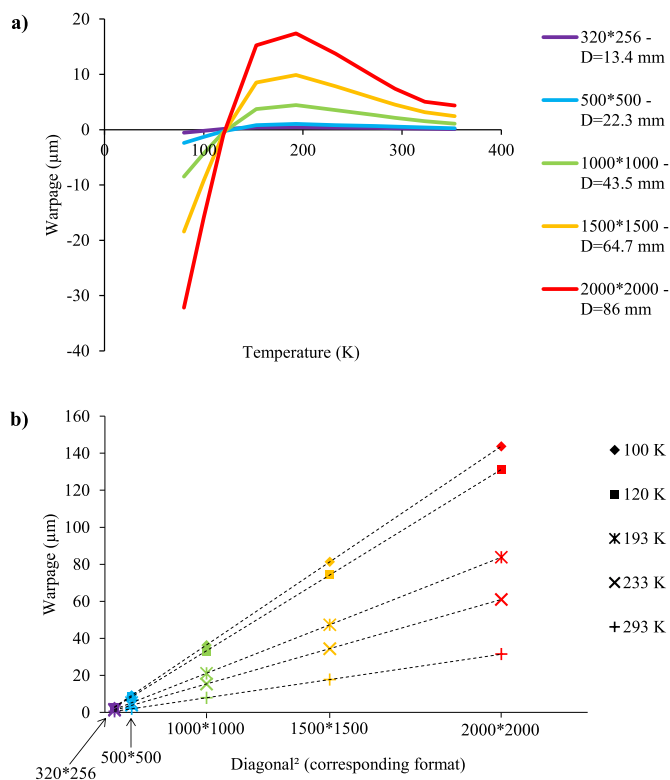 a)
20
10
0
-10
-20
-30
-40
0
100
200
300
400
Warpage (µm)
Temperature (K)
320*256 -
D=13.4 mm
500*500 -
D=22.3 mm
1000*1000 -
D=43.5 mm
1500*1500 -
D=64.7 mm
2000*2000 -
D=86 mm
b)
160
140
120
100
80
60
40
20
0
Warpage (µm)
320*256
500*500
1000*1000
1500*1500
2000*2000
Diagonal² (corresponding format)
100 K
120 K
193 K
233 K
293 K